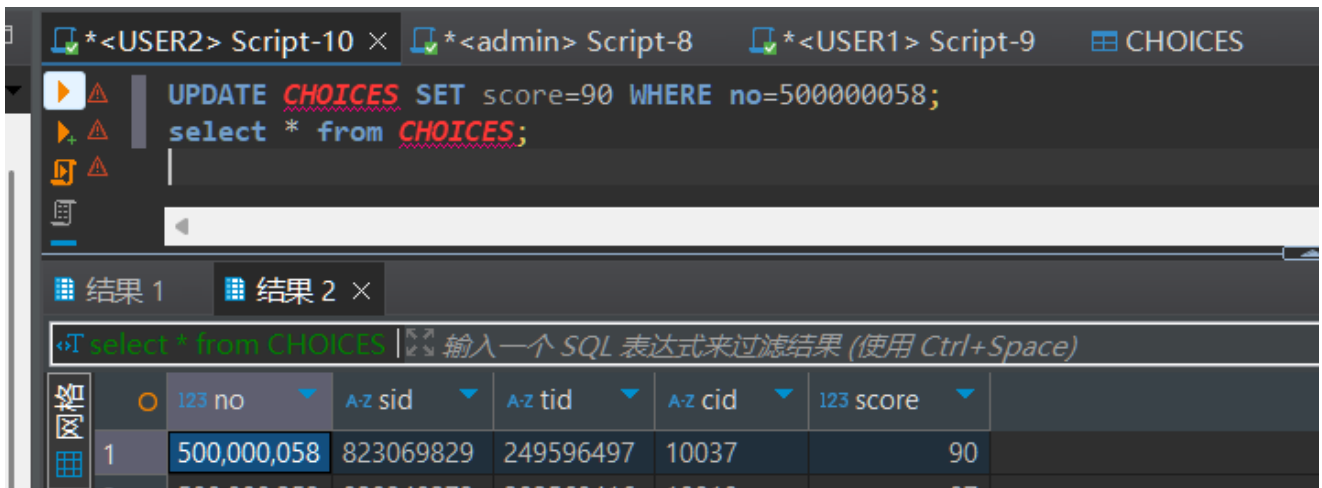 *<USER2> Script-10 × *<admin> Script-8 *<USER1> Script-9 CHOICES
UPDATE CHOICES SET score=90 WHERE no=500000058;
select * from CHOICES;
结果 1 结果 2 ×
select * from CHOICES 输入一个 SQL 表达式来过滤结果 (使用 Ctrl+Space)
网格
123 no A-Z sid A-Z tid A-Z cid 123 score
1 500,000,058 823069829 249596497 10037 90